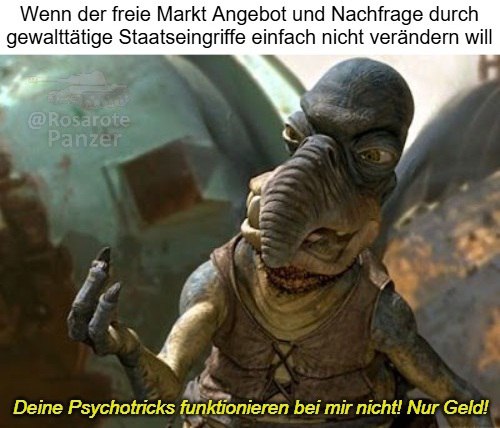 Wenn der freie Markt Angebot und Nachfrage durch
gewalttätige Staatseingriffe einfach nicht verändern will
@Rosarote
Panzer
Deine Psychotricks funktionieren bei mir nicht! Nur Geld!